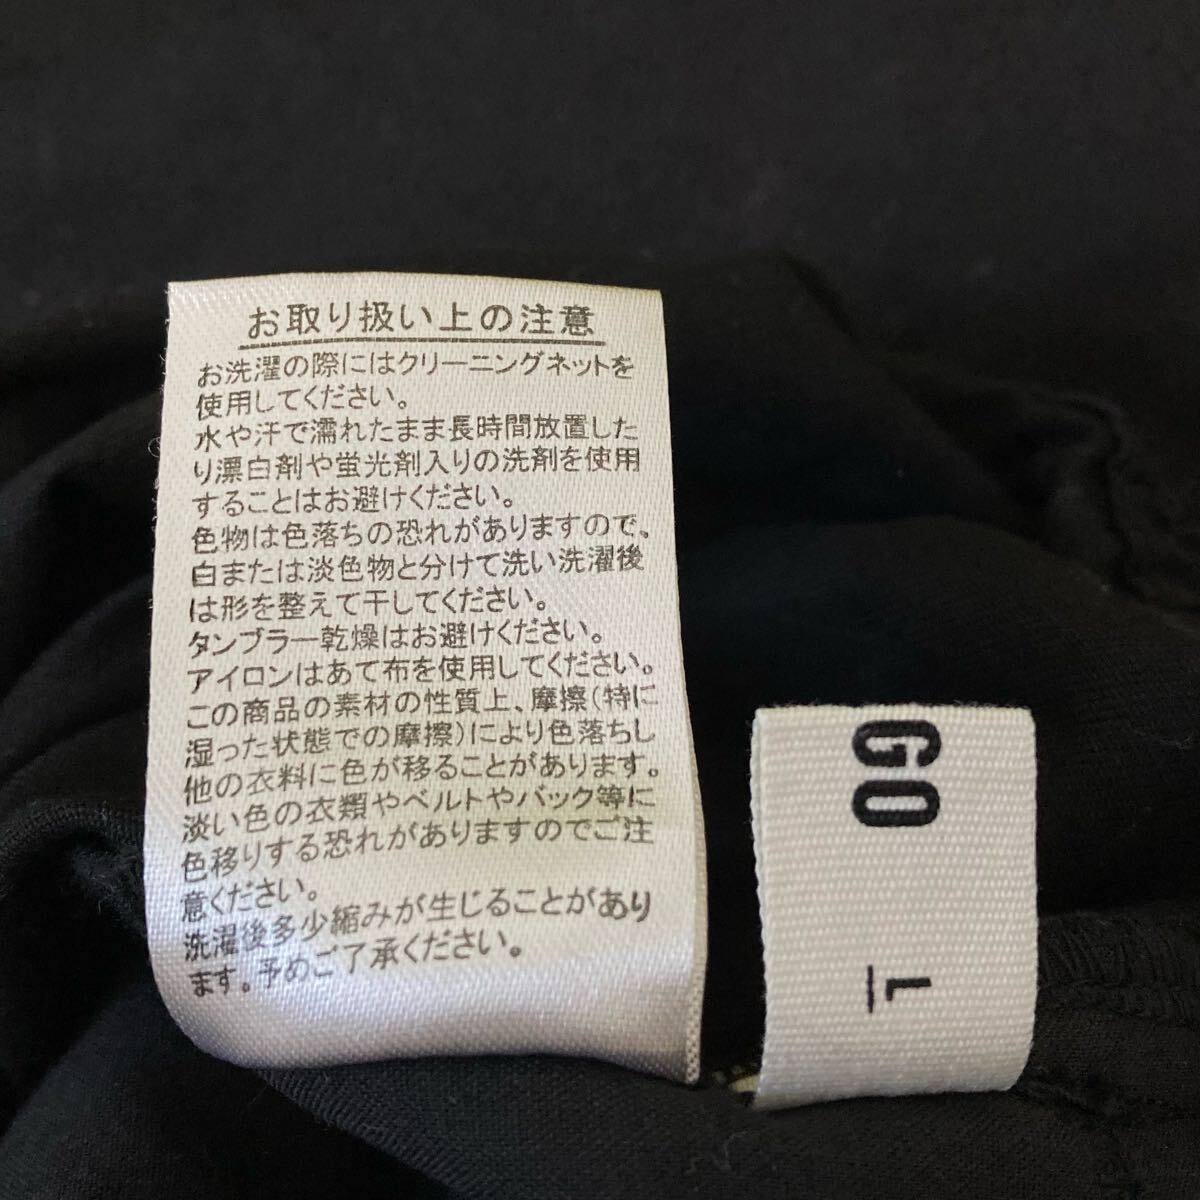 お取り扱い上の注意
お洗濯の際にはクリーニングネットを
使用してください。
水や汗で濡れたまま長時間放置した
り漂白剤や蛍光剤入りの洗剤を使用
することはお避けください。
色物は色落ちの恐れがありますので、
白または淡色物と分けて洗い洗濯後
は形を整えて干してください。
タンブラー乾燥はお避けください。
アイロンはあて布を使用してください。
この商品の素材の性質上、摩擦(特に
湿った状態での摩擦)により色落ちし
他の衣料に色が移ることがあります。
淡い色の衣類やベルトやバック等に
色移りする恐れがありますのでご注
意ください。
洗濯後多少縮みが生じることがあり
ます。予めご了承ください。
GO
L